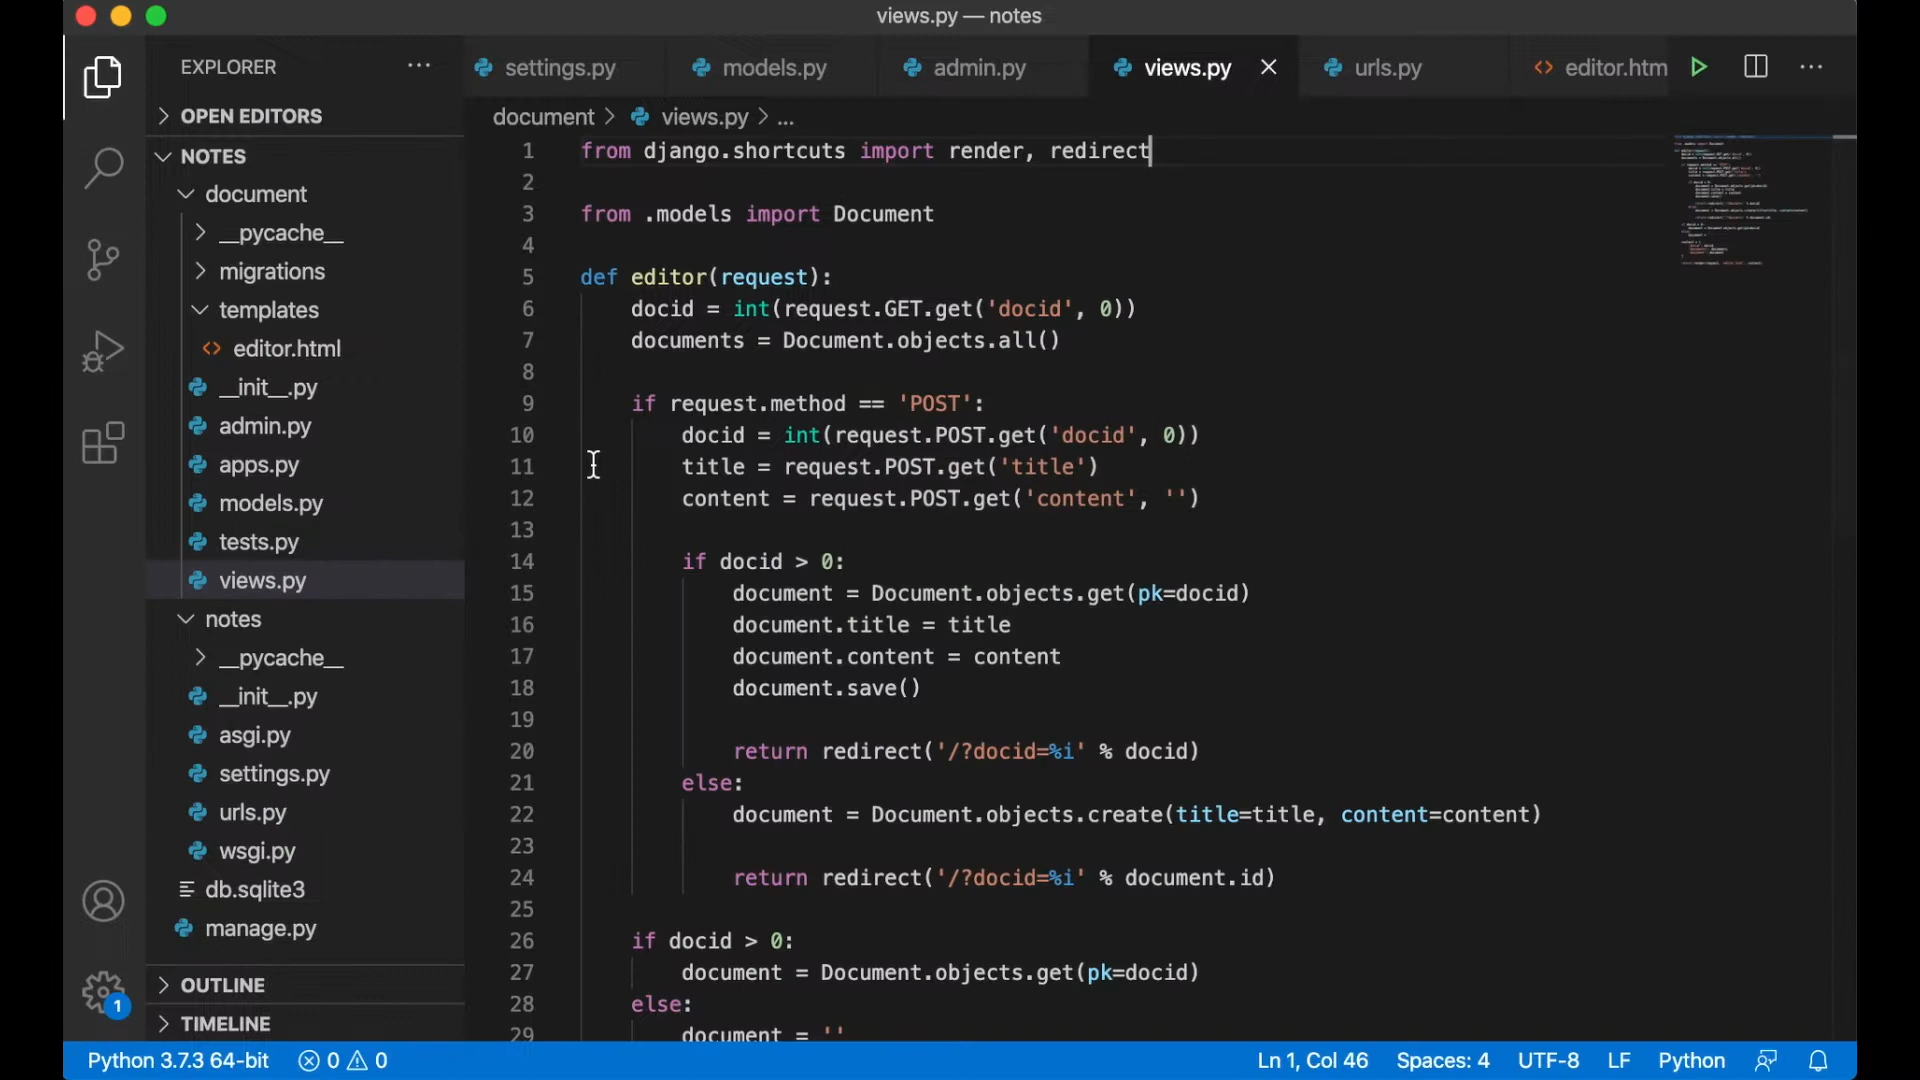 views.py — notes
EXPLORER
settings.py
models.py
admin.py
views.py
urls.py
editor.htm
OPEN EDITORS
NOTES
document
__pycache__
migrations
templates
editor.html
__init__.py
admin.py
apps.py
models.py
tests.py
views.py
notes
__pycache__
__init__.py
asgi.py
settings.py
urls.py
wsgi.py
db.sqlite3
manage.py
OUTLINE
TIMELINE
1
document > views.py > ...
1 from django.shortcuts import render, redirect
2
3 from .models import Document
4
5 def editor(request):
6     docid = int(request.GET.get('docid', 0))
7     documents = Document.objects.all()
8
9     if request.method == 'POST':
10         docid = int(request.POST.get('docid', 0))
11         title = request.POST.get('title')
12         content = request.POST.get('content', '')
13
14         if docid > 0:
15             document = Document.objects.get(pk=docid)
16             document.title = title
17             document.content = content
18             document.save()
19
20             return redirect('/?docid=%i' % docid)
21         else:
22             document = Document.objects.create(title=title, content=content)
23
24             return redirect('/?docid=%i' % document.id)
25
26     if docid > 0:
27         document = Document.objects.get(pk=docid)
28     else:
29         document = ''
Python 3.7.3 64-bit 0 0 Ln 1, Col 46 Spaces: 4 UTF-8 LF Python